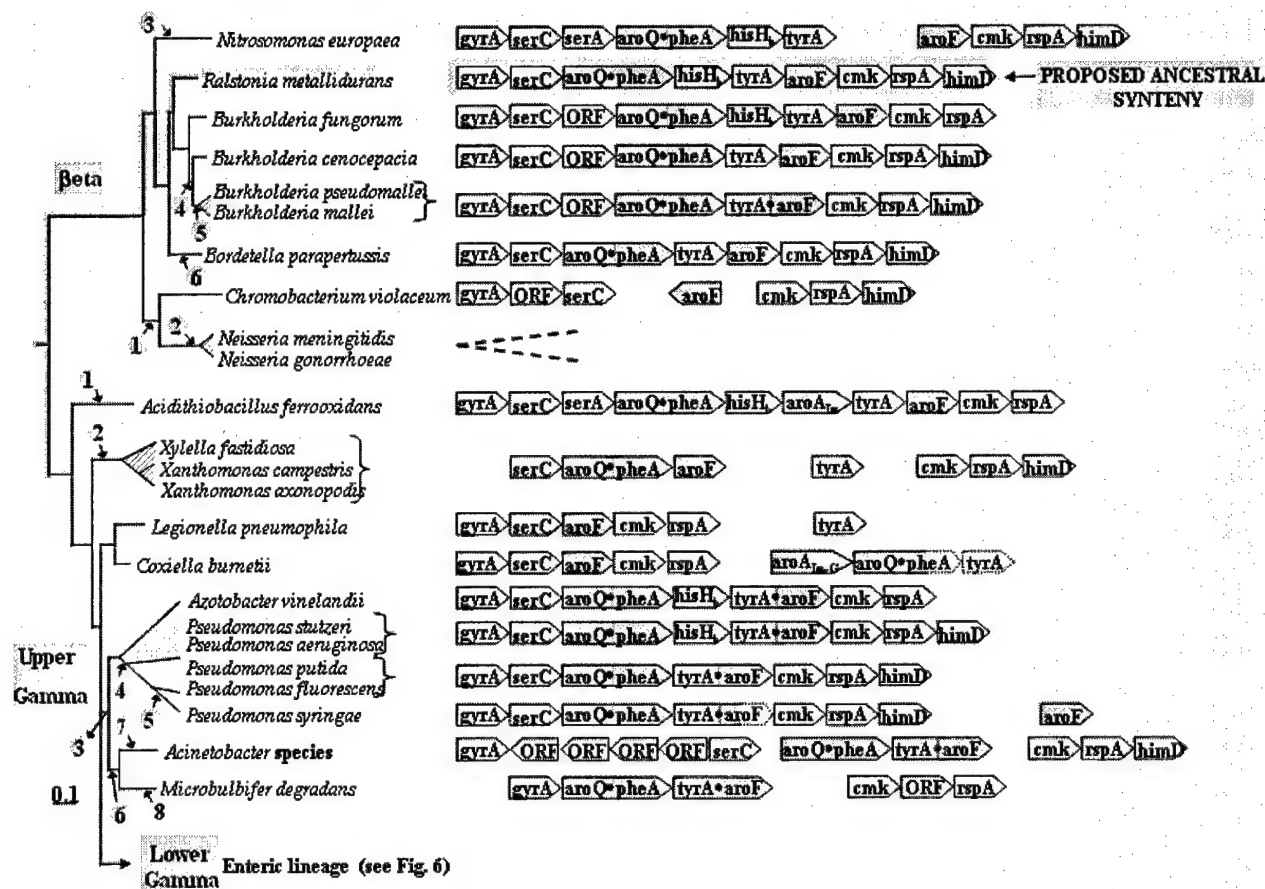 3 Nitrosomonas europaea gyrA serC serA aroQ•pheA hisHb tyrA aroF cmk rspA himD
Ralstonia metallidurans gyrA serC aroQ•pheA hisHb tyrA aroF cmk rspA himD PROPOSED ANCESTRAL
SYNTENY
Burkholderia fungorum gyrA serC ORF aroQ•pheA hisHb tyrA aroF cmk rspA
Burkholderia cenocepacia gyrA serC ORF aroQ•pheA tyrA aroF cmk rspA himD
Beta
Burkholderia pseudomallei
4 Burkholderia mallei gyrA serC ORF aroQ•pheA tyrA•aroF cmk rspA himD
5
Bordetella parapertussis gyrA serC aroQ•pheA tyrA aroF cmk rspA himD
6
Chromobacterium violaceum gyrA ORF serC aroF cmk rspA himD
1 2 Neisseria meningitidis
Neisseria gonorrhoeae
1
Acidithiobacillus ferrooxidans gyrA serC serA aroQ•pheA hisHb aroA tyrA aroF cmk rspA
2
Xylella fastidiosa
Xanthomonas campestris serC aroQ•pheA aroF tyrA cmk rspA himD
Xanthomonas axonopodis
Legionella pneumophila gyrA serC aroF cmk rspA tyrA
Coxiella burnetii gyrA serC aroF cmk rspA aroA aroQ•pheA tyrA
Azotobacter vinelandii gyrA serC aroQ•pheA hisHb tyrA•aroF cmk rspA
Pseudomonas stutzeri
Pseudomonas aeruginosa gyrA serC aroQ•pheA hisHb tyrA•aroF cmk rspA himD
Upper
Gamma
Pseudomonas putida
4 Pseudomonas fluorescens gyrA serC aroQ•pheA tyrA•aroF cmk rspA himD
5 Pseudomonas syringae gyrA serC aroQ•pheA tyrA•aroF cmk rspA himD aroF
3 7
Acinetobacter species gyrA ORF ORF ORF ORF serC aroQ•pheA tyrA•aroF cmk rspA himD
0.1 6 8 Microbulbifer degradans gyrA aroQ•pheA tyrA•aroF cmk ORF rspA
Lower
Gamma
Enteric lineage (see Fig. 6)